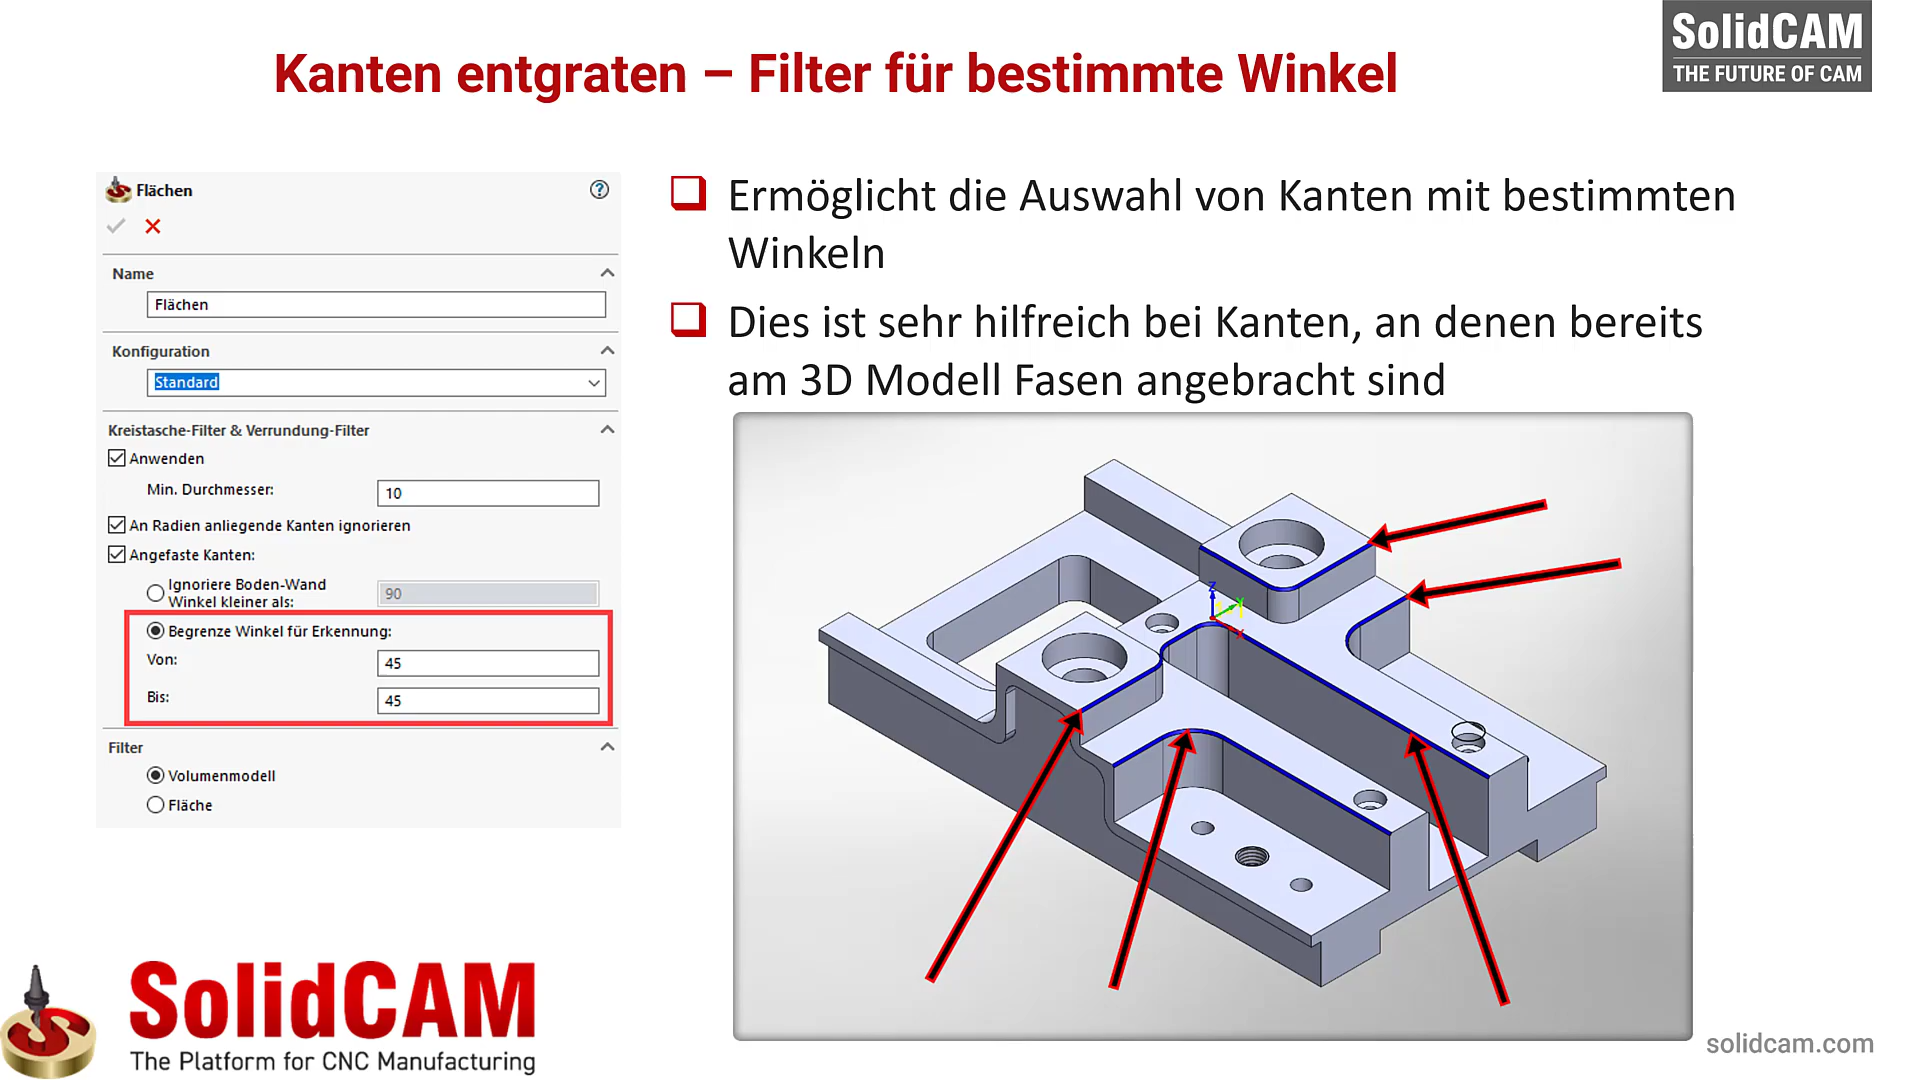 SolidCAM
THE FUTURE OF CAM
Kanten entgraten – Filter für bestimmte Winkel
Flächen
Name
Flächen
Konfiguration
Standard
Kreistasche-Filter & Verrundung-Filter
Anwenden
Min. Durchmesser: 10
An Radien anliegende Kanten ignorieren
Angefaste Kanten:
Ignoriere Boden-Wand
Winkel kleiner als: 90
Begrenze Winkel für Erkennung:
Von: 45
Bis: 45
Filter
Volumenmodell
Fläche
Ermöglicht die Auswahl von Kanten mit bestimmten
Winkeln
Dies ist sehr hilfreich bei Kanten, an denen bereits
am 3D Modell Fasen angebracht sind
Z
Y
X
SolidCAM
The Platform for CNC Manufacturing
solidcam.com